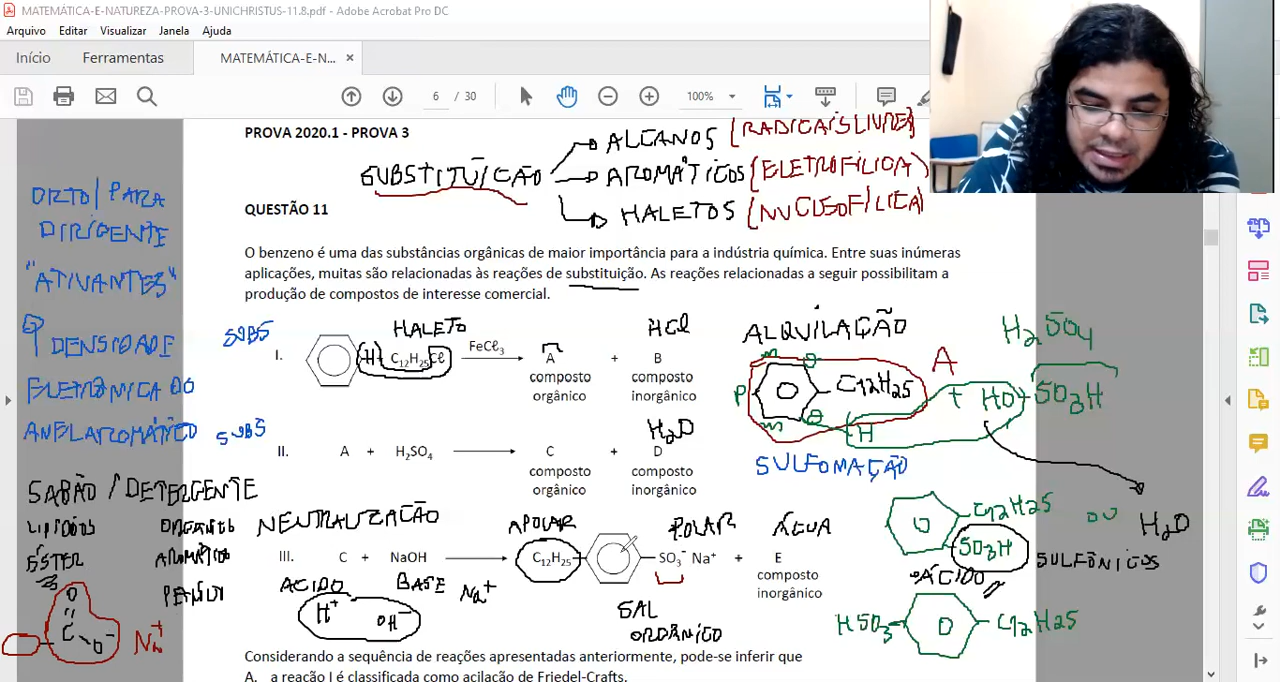 MATEMÁTICA-E-NATUREZA-PROVA-3-UNICHRISTUS-11.8.pdf - Adobe Acrobat Pro DC
Arquivo Editar Visualizar Janela Ajuda
Início Ferramentas MATEMÁTICA-E-N... ×
6 / 30 100%
PROVA 2020.1 - PROVA 3
SUBSTITUIÇÃO
ALCANOS (RADICAIS LIVRES)
AROMÁTICOS (ELETROFÍLICA)
HALETOS (NUCLEOFÍLICA)
QUESTÃO 11
O benzeno é uma das substâncias orgânicas de maior importância para a indústria química. Entre suas inúmeras
aplicações, muitas são relacionadas às reações de substituição. As reações relacionadas a seguir possibilitam a
produção de compostos de interesse comercial.
ORTO/PARA
DIRIGENTE
"ATIVANTES"
DENSIDADE
ELETRÔNICA DO
ANEL AROMÁTICO
SUBS
HALETO
HCl
I. H + C₁₂H₂₅Cl FeCl₃ A + B
composto composto
orgânico inorgânico
ALQUILAÇÃO
H₂SO₄
m O
P O C12H25 A
m O
H + HO SO3H
SULFOMAÇÃO
SUBS
H₂O
II. A + H₂SO₄ C + D
composto composto
orgânico inorgânico
C12H25 OU H₂O
O SO3H
SULFÔNICOS
ÁCIDO
HSO3 O C12H25
SABÃO / DETERGENTE
LIPÍDIOS
ÉSTER AROMÁTICO
O
C O⁻ Na⁺
NEUTRALIZAÇÃO
APOLAR POLAR ÁGUA
III. C + NaOH C₁₂H₂₅ SO₃⁻ Na⁺ + E
composto
inorgânico
ÁCIDO BASE Na⁺
H⁺ OH⁻
SAL
ORGÂNICO
Considerando a sequência de reações apresentadas anteriormente, pode-se inferir que
A. a reação I é classificada como acilação de Friedel-Crafts.